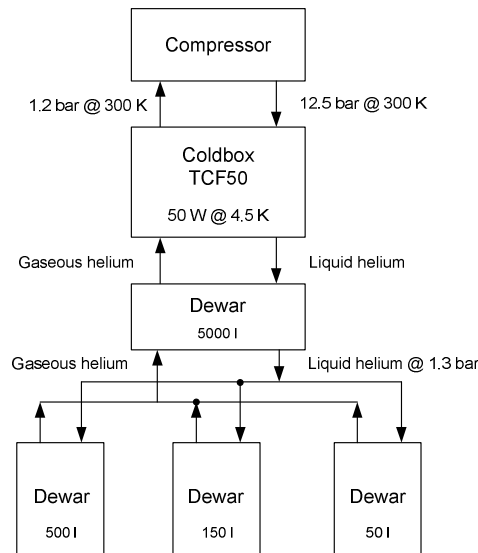 Compressor
1.2 bar @ 300 K
12.5 bar @ 300 K
Coldbox
TCF50
50 W @ 4.5 K
Gaseous helium
Liquid helium
Dewar
5000 l
Gaseous helium
Liquid helium @ 1.3 bar
Dewar
500 l
Dewar
150 l
Dewar
50 l